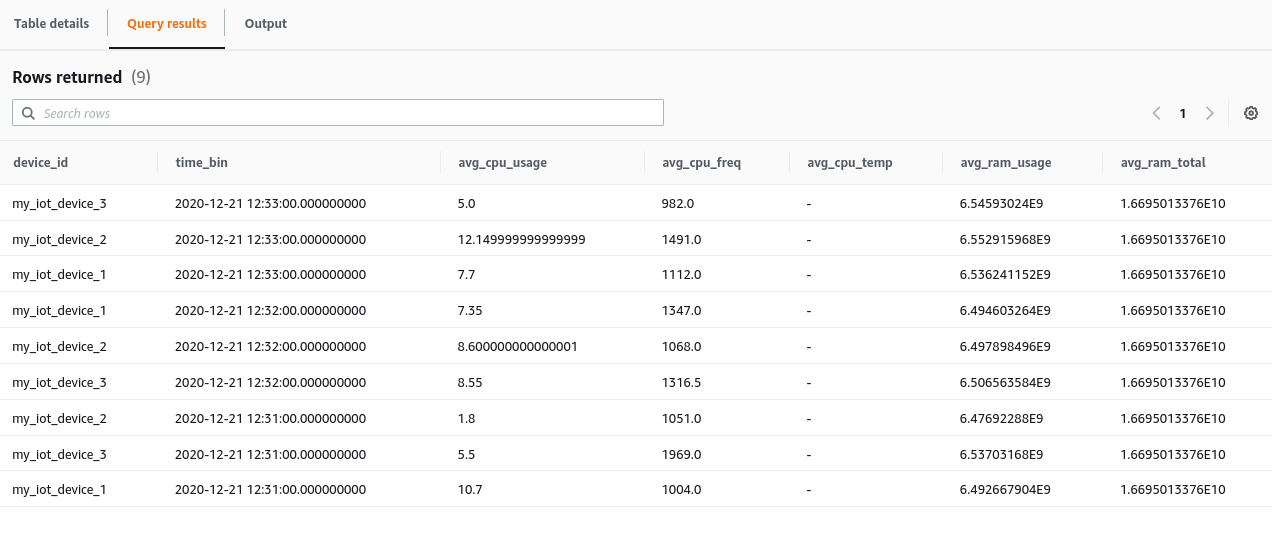 Table details Query results Output
Rows returned (9)
Search rows 1
device_id time_bin avg_cpu_usage avg_cpu_freq avg_cpu_temp avg_ram_usage avg_ram_total
my_iot_device_3 2020-12-21 12:33:00.000000000 5.0 982.0 - 6.54593024E9 1.6695013376E10
my_iot_device_2 2020-12-21 12:33:00.000000000 12.149999999999999 1491.0 - 6.552915968E9 1.6695013376E10
my_iot_device_1 2020-12-21 12:33:00.000000000 7.7 1112.0 - 6.536241152E9 1.6695013376E10
my_iot_device_1 2020-12-21 12:32:00.000000000 7.35 1347.0 - 6.494603264E9 1.6695013376E10
my_iot_device_2 2020-12-21 12:32:00.000000000 8.600000000000001 1068.0 - 6.497898496E9 1.6695013376E10
my_iot_device_3 2020-12-21 12:32:00.000000000 8.55 1316.5 - 6.506563584E9 1.6695013376E10
my_iot_device_2 2020-12-21 12:31:00.000000000 1.8 1051.0 - 6.47692288E9 1.6695013376E10
my_iot_device_3 2020-12-21 12:31:00.000000000 5.5 1969.0 - 6.53703168E9 1.6695013376E10
my_iot_device_1 2020-12-21 12:31:00.000000000 10.7 1004.0 - 6.492667904E9 1.6695013376E10